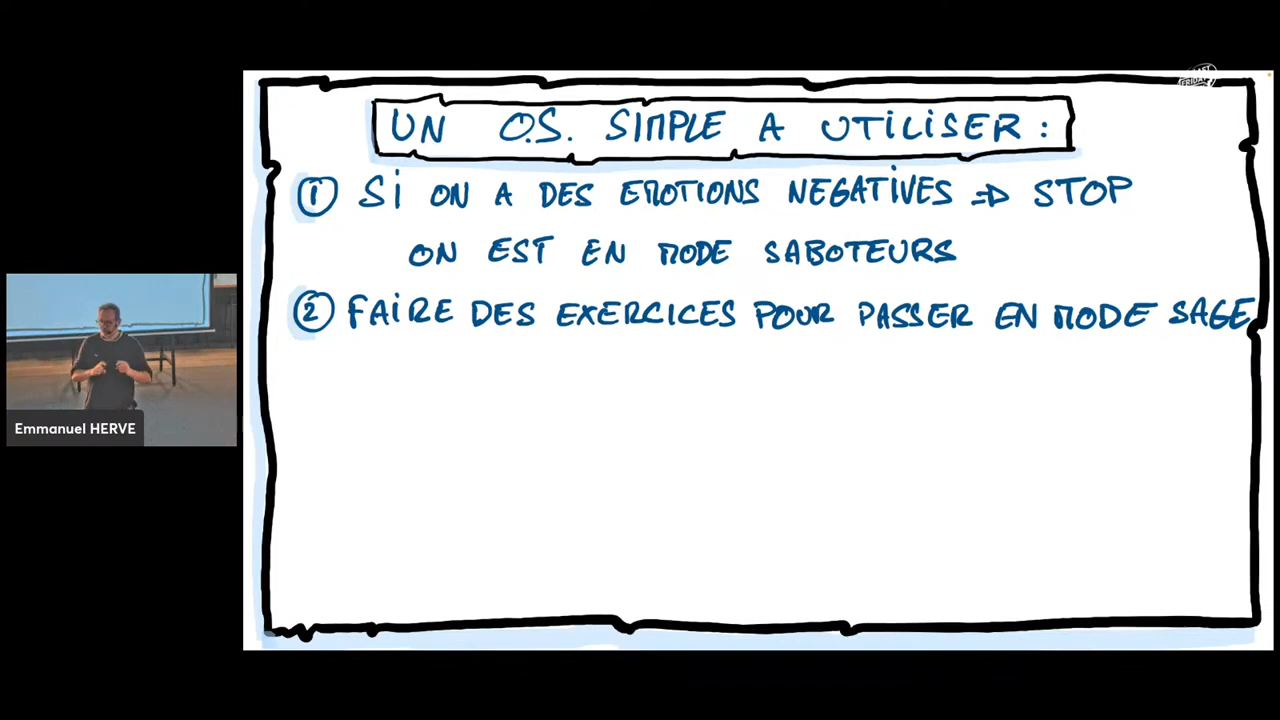 UN O.S. SIMPLE A UTILISER :
① SI ON A DES EMOTIONS NEGATIVES => STOP
ON EST EN MODE SABOTEURS
② FAIRE DES EXERCICES POUR PASSER EN MODE SAGE
Emmanuel HERVE